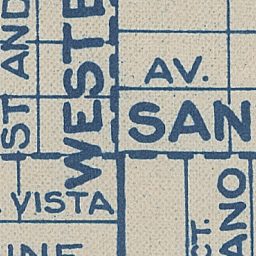 ST AND
WESTE
AV.
SAN
VISTA
INE
CT.
ANO